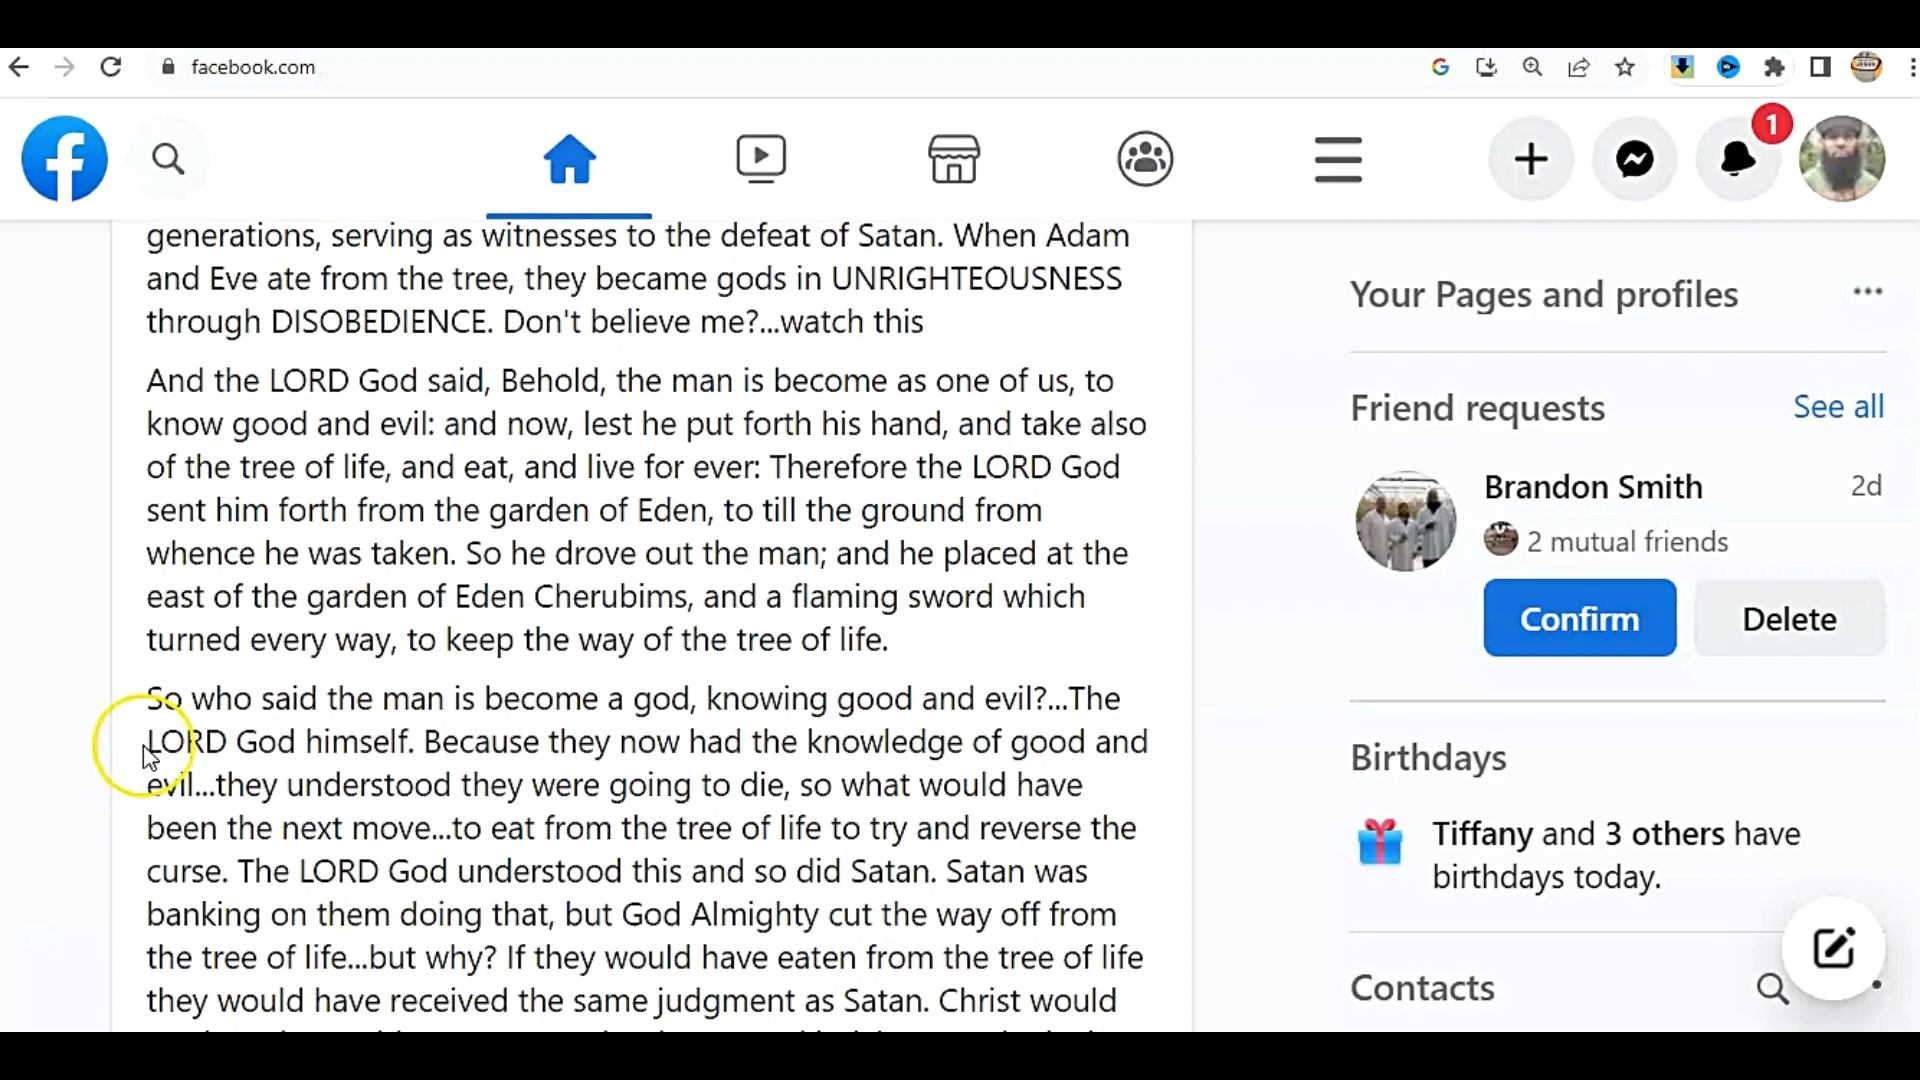 facebook.com
1
generations, serving as witnesses to the defeat of Satan. When Adam
and Eve ate from the tree, they became gods in UNRIGHTEOUSNESS
through DISOBEDIENCE. Don't believe me?...watch this
And the LORD God said, Behold, the man is become as one of us, to
know good and evil: and now, lest he put forth his hand, and take also
of the tree of life, and eat, and live for ever: Therefore the LORD God
sent him forth from the garden of Eden, to till the ground from
whence he was taken. So he drove out the man; and he placed at the
east of the garden of Eden Cherubims, and a flaming sword which
turned every way, to keep the way of the tree of life.
So who said the man is become a god, knowing good and evil?...The
LORD God himself. Because they now had the knowledge of good and
evil...they understood they were going to die, so what would have
been the next move...to eat from the tree of life to try and reverse the
curse. The LORD God understood this and so did Satan. Satan was
banking on them doing that, but God Almighty cut the way off from
the tree of life...but why? If they would have eaten from the tree of life
they would have received the same judgment as Satan. Christ would
Your Pages and profiles
Friend requests
See all
Brandon Smith
2d
2 mutual friends
Confirm
Delete
Birthdays
Tiffany and 3 others have
birthdays today.
Contacts